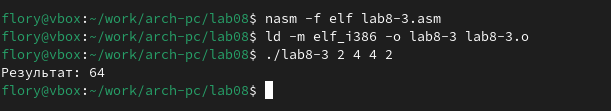 flory@vbox:~/work/arch-pc/lab08$ nasm -f elf lab8-3.asm
flory@vbox:~/work/arch-pc/lab08$ ld -m elf_i386 -o lab8-3 lab8-3.o
flory@vbox:~/work/arch-pc/lab08$ ./lab8-3 2 4 4 2
Результат: 64
flory@vbox:~/work/arch-pc/lab08$